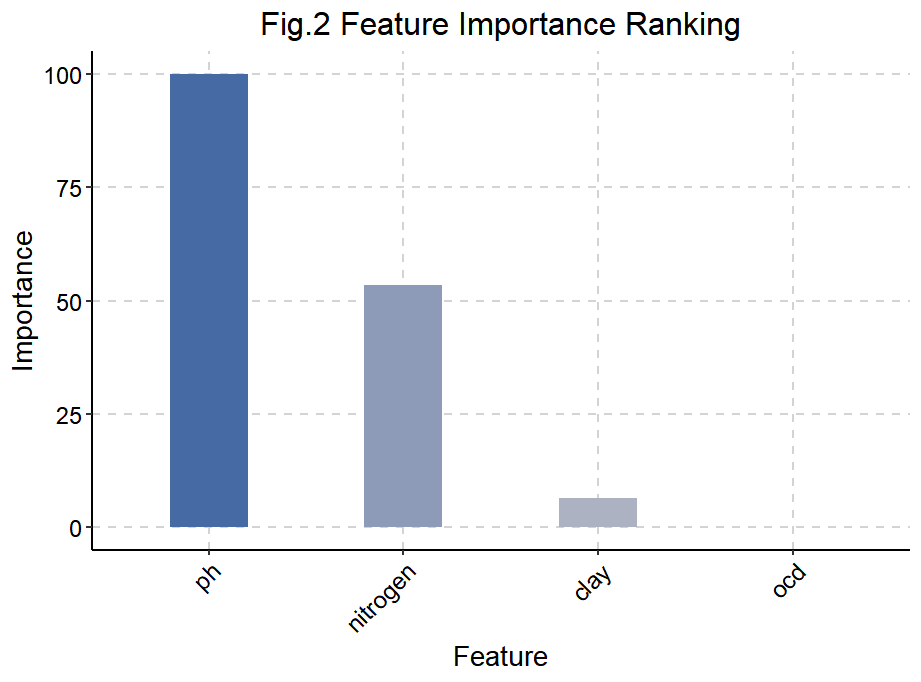 Fig.2 Feature Importance Ranking
Importance
100
75
50
25
0
ph
nitrogen
clay
ocd
Feature